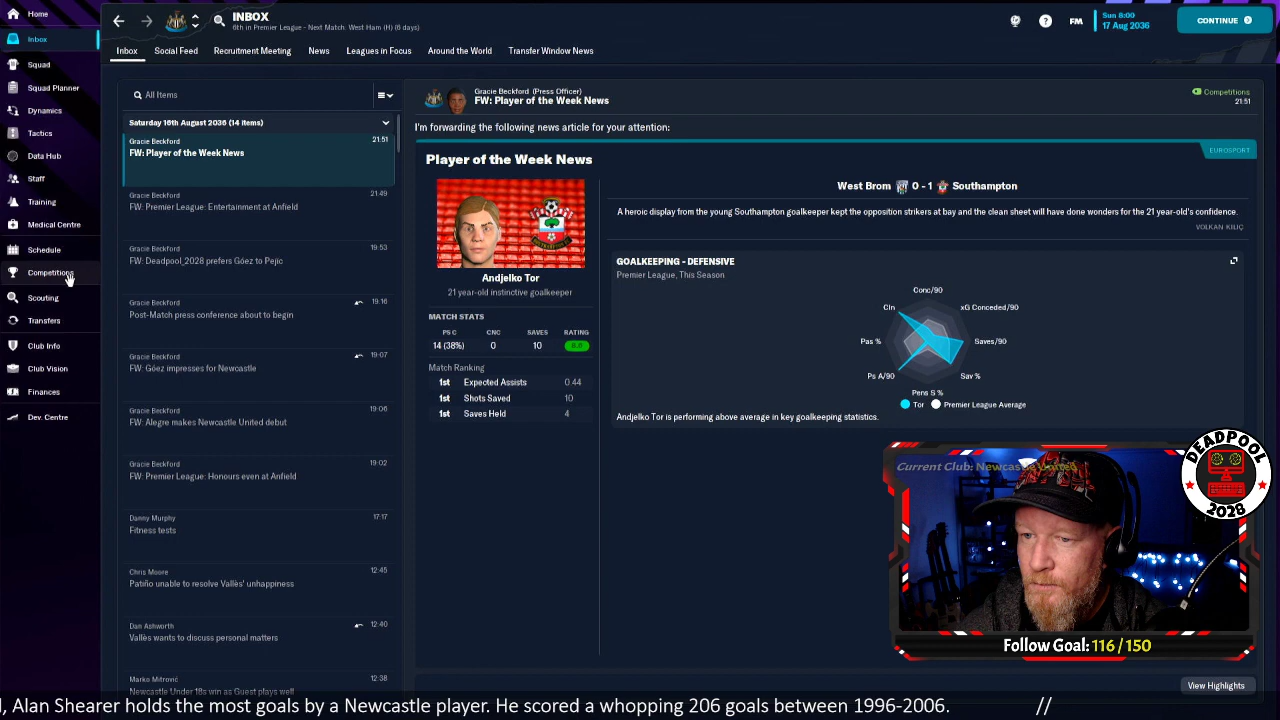 Home
Inbox
Squad
Squad Planner
Dynamics
Tactics
Data Hub
Staff
Training
Medical Centre
Schedule
Competitions
Scouting
Transfers
Club Info
Club Vision
Finances
Dev. Centre
INBOX
6th in Premier League - Next Match: West Ham (H) (6 days)
FM
Sun 8:00
17 Aug 2036
CONTINUE
Inbox Social Feed Recruitment Meeting News Leagues in Focus Around the World Transfer Window News
All Items
Saturday 16th August 2036 (14 items)
Gracie Beckford 21:51
FW: Player of the Week News
Gracie Beckford 21:49
FW: Premier League: Entertainment at Anfield
Gracie Beckford 19:53
FW: Deadpool_2028 prefers Góez to Pejic
Gracie Beckford 19:16
Post-Match press conference about to begin
Gracie Beckford 19:07
FW: Góez impresses for Newcastle
Gracie Beckford 19:06
FW: Alegre makes Newcastle United debut
Gracie Beckford 19:02
FW: Premier League: Honours even at Anfield
Danny Murphy 17:17
Fitness tests
Chris Moore 12:45
Patiño unable to resolve Vallès' unhappiness
Dan Ashworth 12:40
Vallès wants to discuss personal matters
Marko Mitrović 12:38
Newcastle Under 18s win as Guest plays well
Gracie Beckford (Press Officer)
FW: Player of the Week News
Competitions
21:51
I'm forwarding the following news article for your attention:
EUROSPORT
Player of the Week News
Andjelko Tor
21 year-old instinctive goalkeeper
MATCH STATS
PS C CNC SAVES RATING
14 (38%) 0 10
Match Ranking
1st Expected Assists 0.44
1st Shots Saved 10
1st Saves Held 4
West Brom 0 - 1 Southampton
A heroic display from the young Southampton goalkeeper kept the opposition strikers at bay and the clean sheet will have done wonders for the 21 year-old's confidence.
VOLKAN KILIÇ
GOALKEEPING - DEFENSIVE
Premier League, This Season
Conc/90
Cln
xG Conceded/90
Pas %
Saves/90
Ps A/90
Sav %
Pens S %
Tor Premier League Average
Andjelko Tor is performing above average in key goalkeeping statistics.
Current Club: Newcastle United
DEADPOOL
2028
Follow Goal: 116 / 150
View Highlights
, Alan Shearer holds the most goals by a Newcastle player. He scored a whopping 206 goals between 1996-2006. //